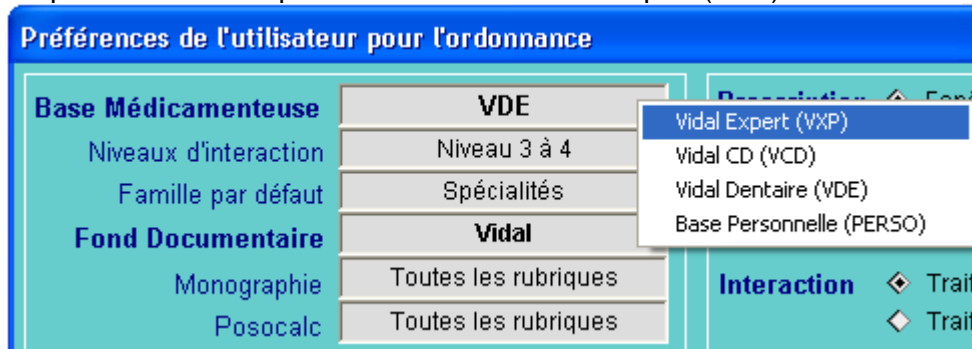 Préférences de l'utilisateur pour l'ordonnance
Base Médicamenteuse VDE
Niveaux d'interaction Niveau 3 à 4
Famille par défaut Spécialités
Fond Documentaire Vidal
Monographie Toutes les rubriques
Posocalc Toutes les rubriques
Vidal Expert (VXP)
Vidal CD (VCD)
Vidal Dentaire (VDE)
Base Personnelle (PERSO)
Interaction Trait
Trait